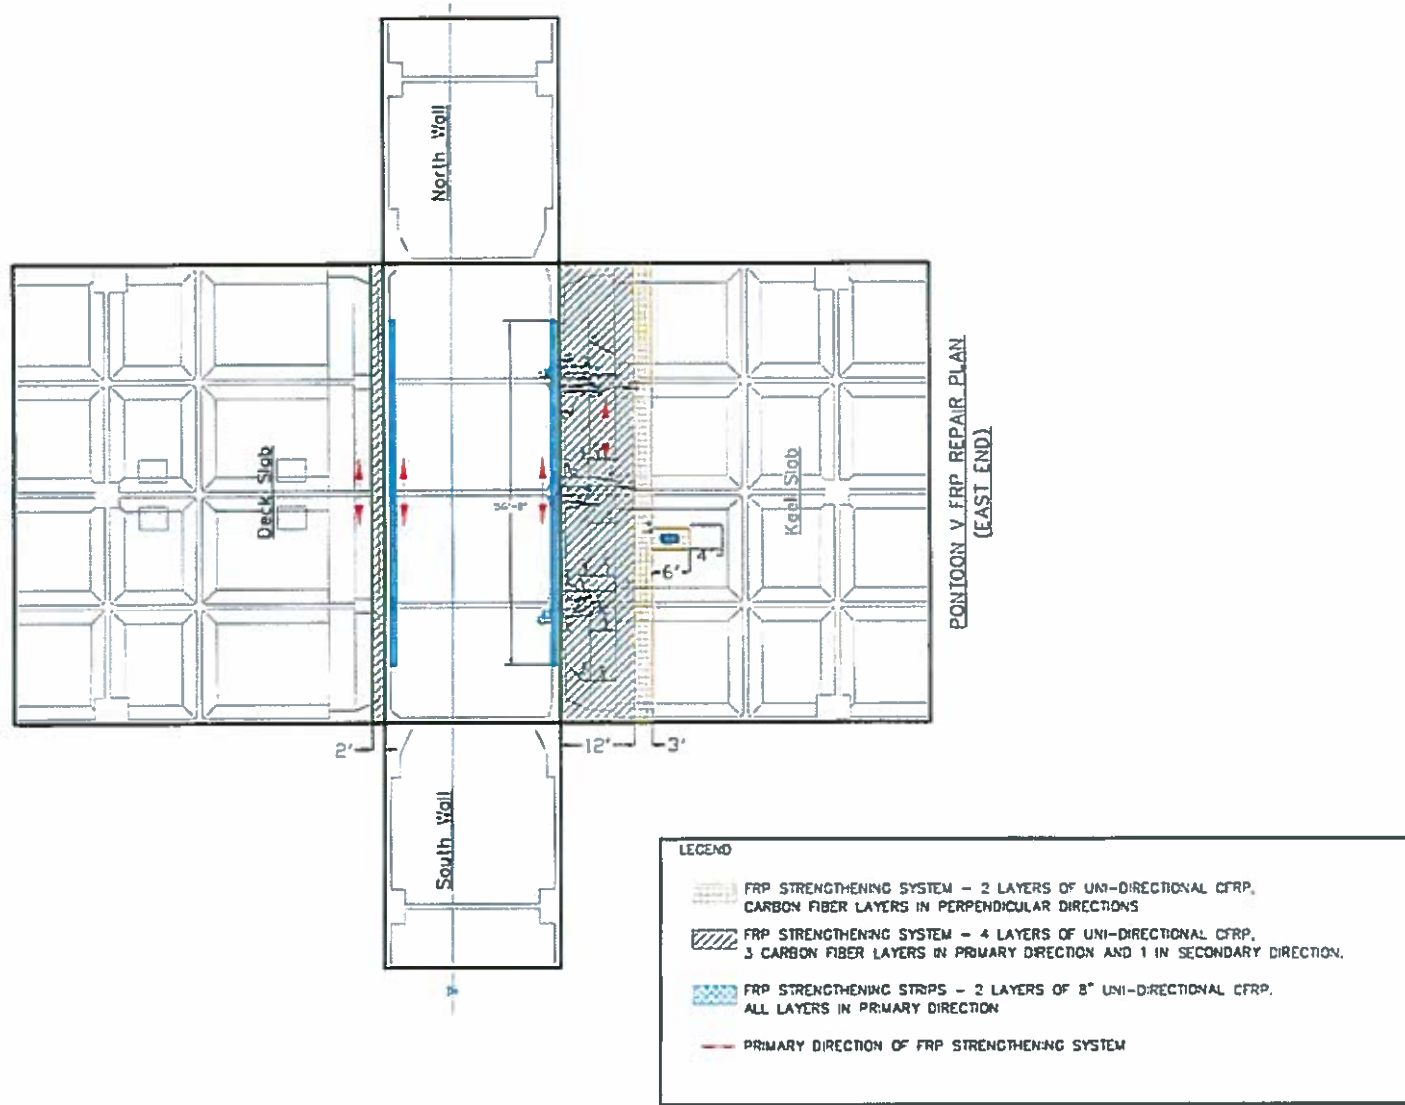 North Wall
Deck Slab
Keel Slab
6'
4'
PONTOON V FRP REPAIR PLAN
(EAST END)
2'
12'
3'
South Wall
LEGEND
FRP STRENGTHENING SYSTEM - 2 LAYERS OF UNI-DIRECTIONAL CFRP,
CARBON FIBER LAYERS IN PERPENDICULAR DIRECTIONS
FRP STRENGTHENING SYSTEM - 4 LAYERS OF UNI-DIRECTIONAL CFRP,
3 CARBON FIBER LAYERS IN PRIMARY DIRECTION AND 1 IN SECONDARY DIRECTION.
FRP STRENGTHENING STRIPS - 2 LAYERS OF 8" UNI-DIRECTIONAL CFRP,
ALL LAYERS IN PRIMARY DIRECTION
PRIMARY DIRECTION OF FRP STRENGTHENING SYSTEM